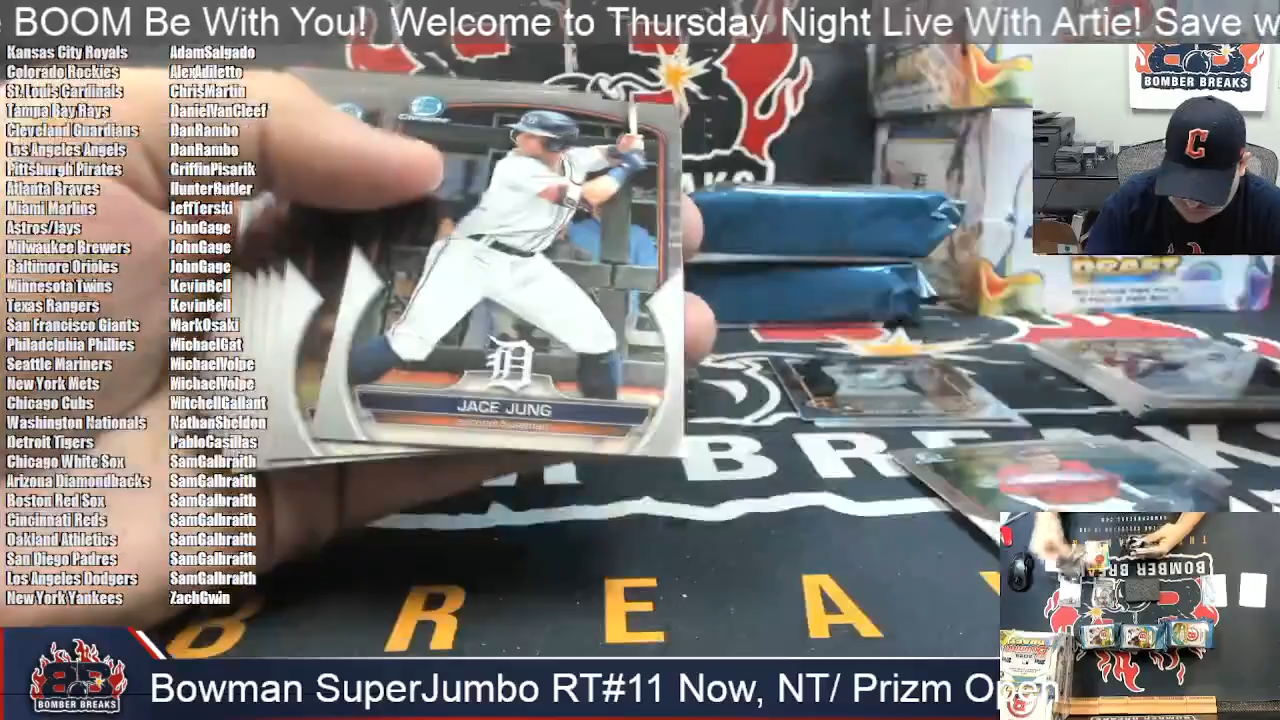 BOOM Be With You! Welcome to Thursday Night Live With Artie! Save w
Kansas City Royals AdamSalgado
Colorado Rockies AlexAdiletto
St. Louis Cardinals ChrisMartin
Tampa Bay Rays DanielVanCleef
Cleveland Guardians DanRambo
Los Angeles Angels DanRambo
Pittsburgh Pirates GriffinPisarik
Atlanta Braves HunterButler
Miami Marlins JeffTerski
Astros/Jays JohnGage
Milwaukee Brewers JohnGage
Baltimore Orioles JohnGage
Minnesota Twins KevinBell
Texas Rangers KevinBell
San Francisco Giants MarkOsaki
Philadelphia Phillies MichaelGat
Seattle Mariners MichaelVolpe
New York Mets MichaelVolpe
Chicago Cubs MitchellGallant
Washington Nationals NathanSheldon
Detroit Tigers PabloCasillas
Chicago White Sox SamGalbraith
Arizona Diamondbacks SamGalbraith
Boston Red Sox SamGalbraith
Cincinnati Reds SamGalbraith
Oakland Athletics SamGalbraith
San Diego Padres SamGalbraith
Los Angeles Dodgers SamGalbraith
New York Yankees ZachGwin
BOMBER BREAKS
C
AKS
DRAFT
D
JACE JUNG
BREAKS
BREA
BOMBER BREA
BOMBER BREAKS
Bowman SuperJumbo RT#11 Now, NT/ Prizm Open